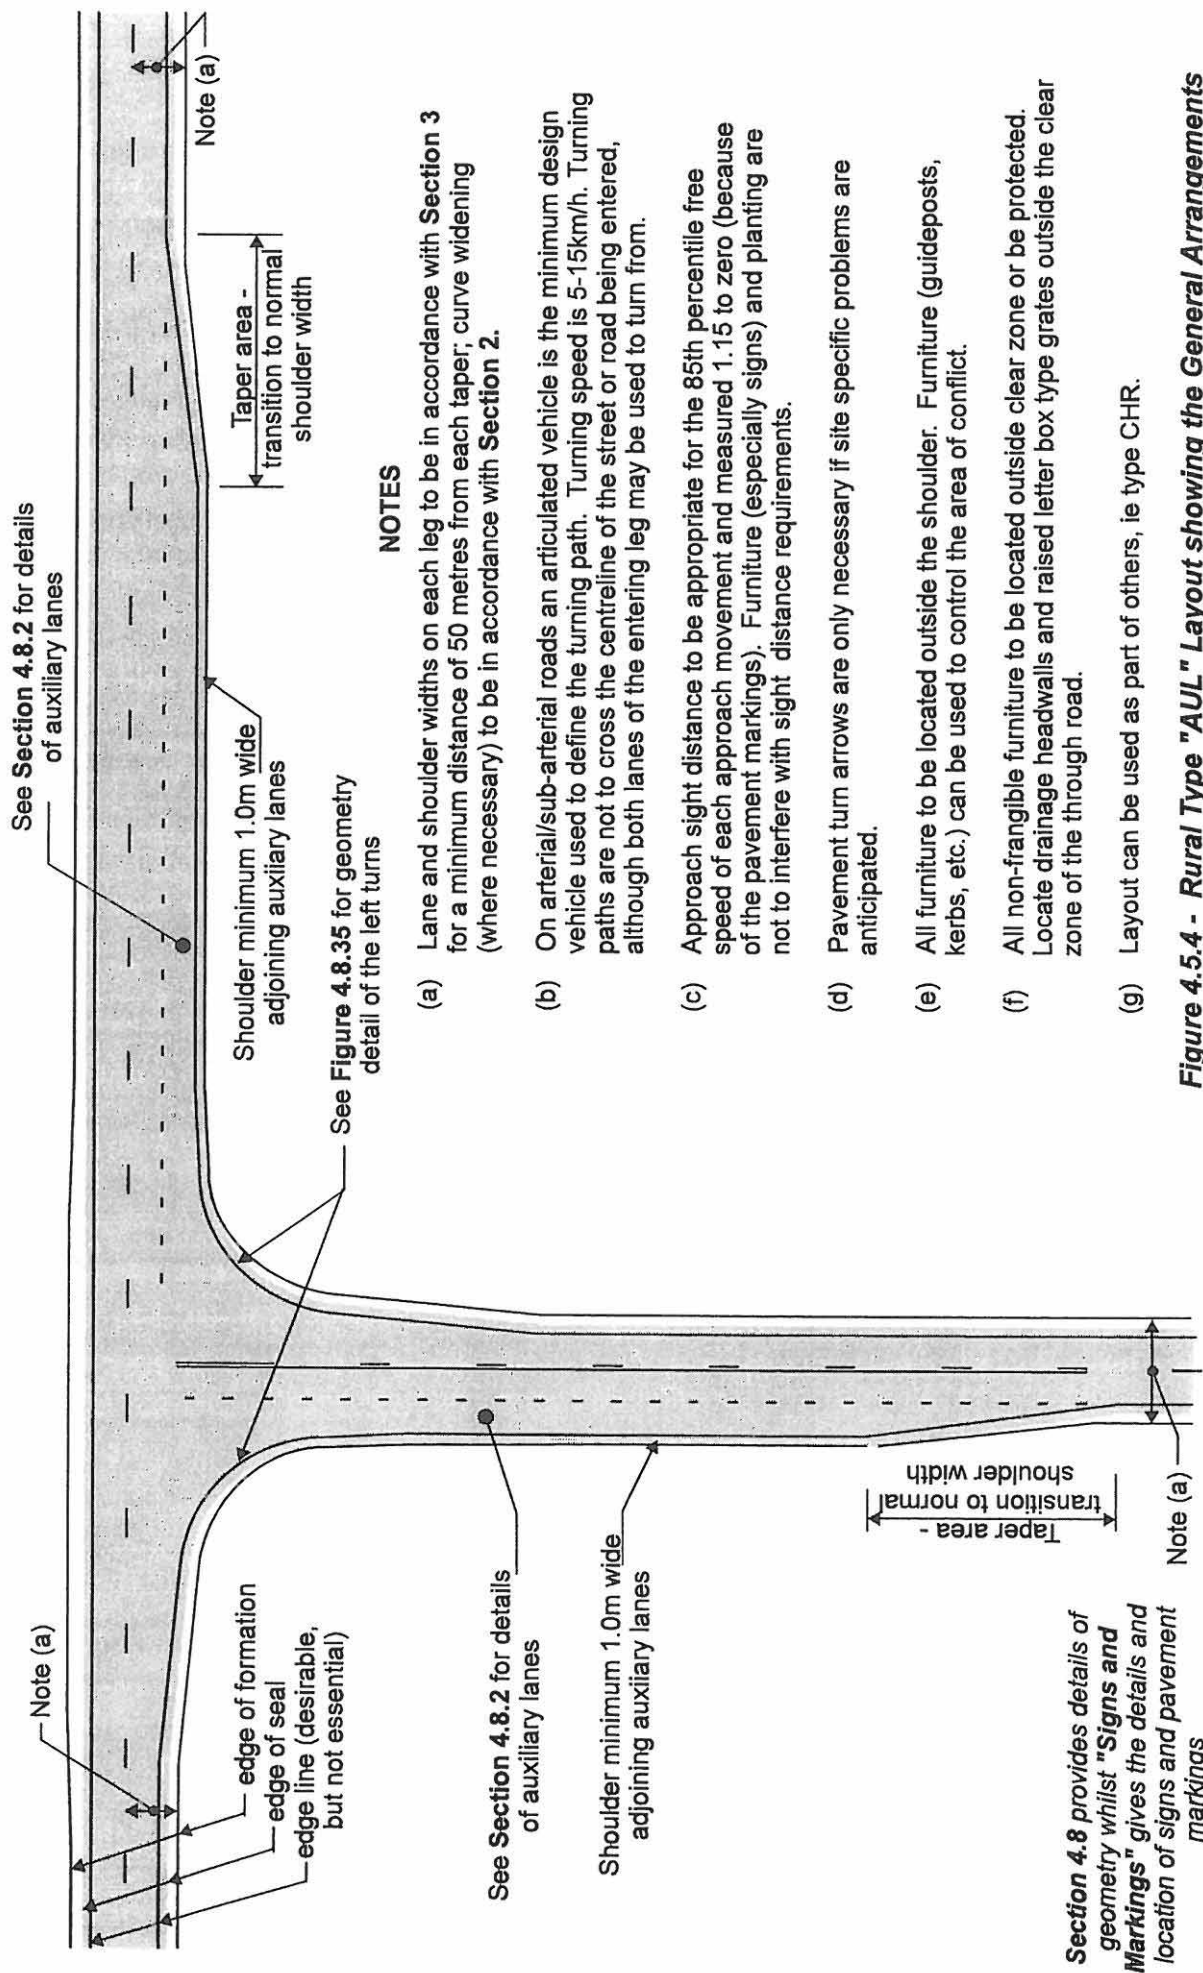 Note (a)
edge of formation
edge of seal
edge line (desirable,
but not essential)
See Section 4.8.2 for details
of auxiliary lanes
Note (a)
Taper area -
transition to normal
shoulder width
Shoulder minimum 1.0m wide
adjoining auxiliary lanes
See Figure 4.8.35 for geometry
detail of the left turns
See Section 4.8.2 for details
of auxiliary lanes
Shoulder minimum 1.0m wide
adjoining auxiliary lanes
Taper area -
transition to normal
shoulder width
Note (a)
Section 4.8 provides details of
geometry whilst "Signs and
Markings" gives the details and
location of signs and pavement
markings
NOTES
(a) Lane and shoulder widths on each leg to be in accordance with Section 3
for a minimum distance of 50 metres from each taper; curve widening
(where necessary) to be in accordance with Section 2.
(b) On arterial/sub-arterial roads an articulated vehicle is the minimum design
vehicle used to define the turning path. Turning speed is 5-15km/h. Turning
paths are not to cross the centreline of the street or road being entered,
although both lanes of the entering leg may be used to turn from.
(c) Approach sight distance to be appropriate for the 85th percentile free
speed of each approach movement and measured 1.15 to zero (because
of the pavement markings). Furniture (especially signs) and planting are
not to interfere with sight distance requirements.
(d) Pavement turn arrows are only necessary if site specific problems are
anticipated.
(e) All furniture to be located outside the shoulder. Furniture (guideposts,
kerbs, etc.) can be used to control the area of conflict.
(f) All non-frangible furniture to be located outside clear zone or be protected.
Locate drainage headwalls and raised letter box type grates outside the clear
zone of the through road.
(g) Layout can be used as part of others, ie type CHR.
Figure 4.5.4 - Rural Type "AUL" Layout showing the General Arrangements